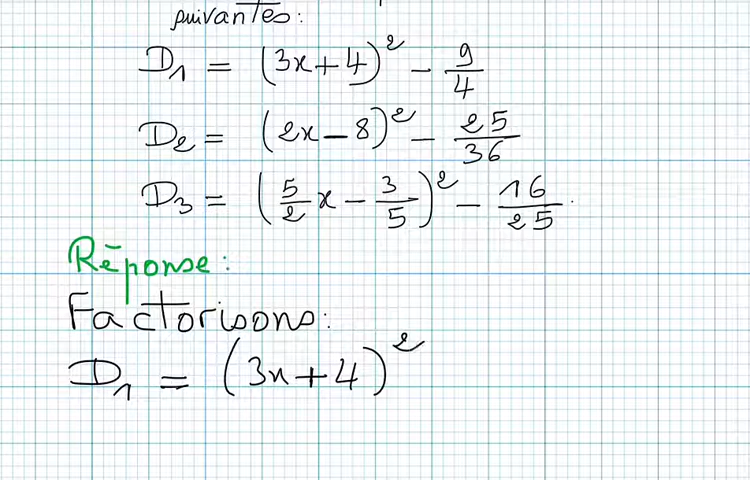 suivantes:
D₁ = (3x+4)² - 9/4
D₂ = (2x-8)² - 25/36
D₃ = (5/2 x - 3/5)² - 16/25.
Réponse:
Factorisons:
D₁ = (3x+4)²